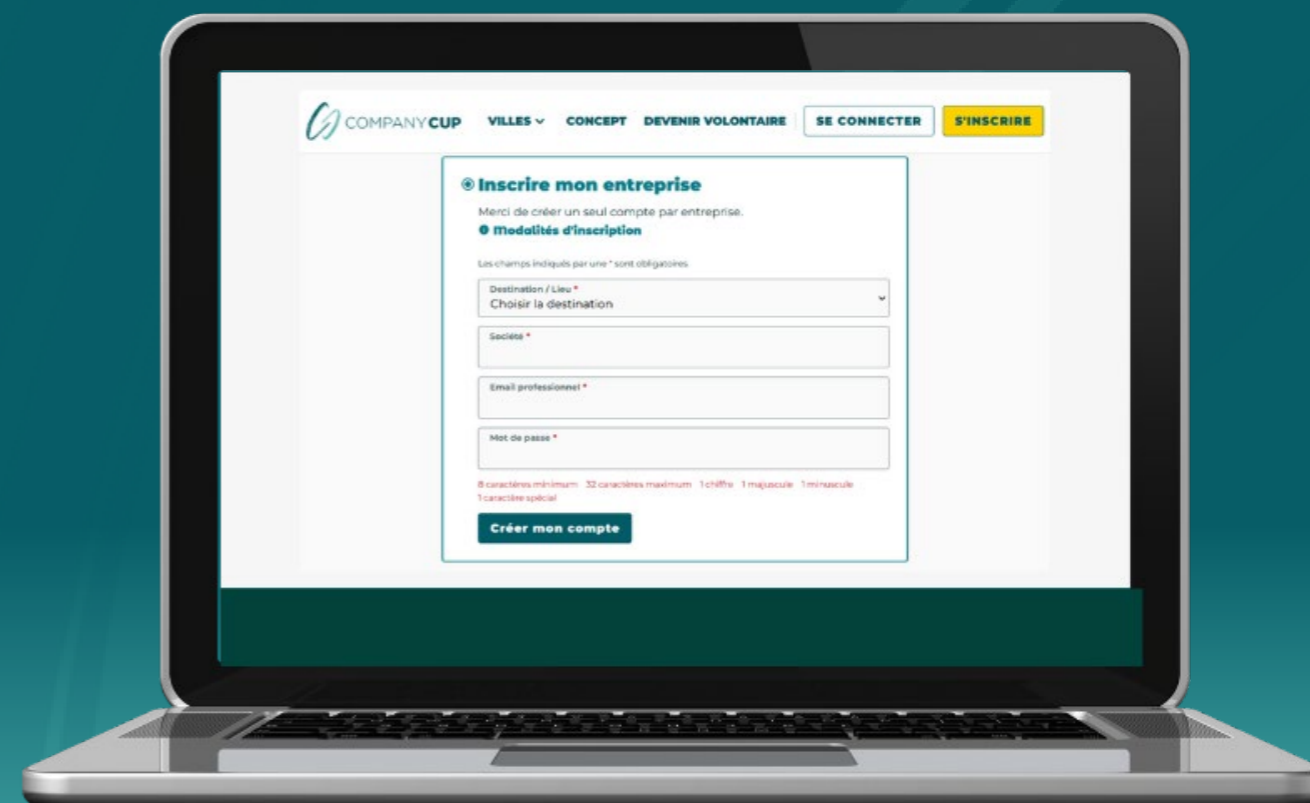 COMPANYCUP VILLES CONCEPT DEVENIR VOLONTAIRE SE CONNECTER S'INSCRIRE
Inscrire mon entreprise
Merci de créer un seul compte par entreprise.
Modalités d'inscription
Les champs indiqués par une * sont obligatoires
Destination / Lieu *
Choisir la destination
Société *
Email professionnel *
Mot de passe *
8 caractères minimum 32 caractères maximum 1 chiffre 1 majuscule 1 minuscule
1 caractère spécial
Créer mon compte